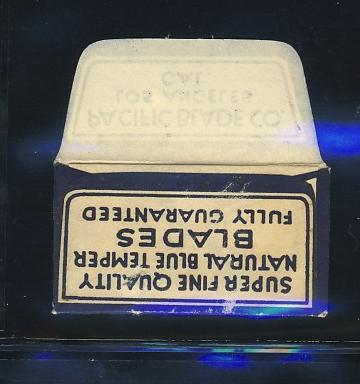 SUPER FINE QUALITY
NATURAL BLUE TEMPER
BLADES
FULLY GUARANTEED
PACIFIC BLADE CO.
LOS ANGELES
CAL